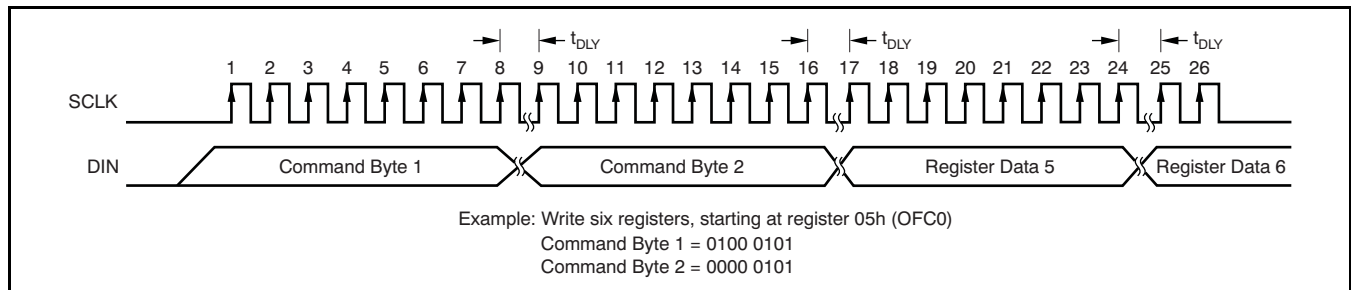 t_DLY t_DLY t_DLY
1 2 3 4 5 6 7 8 9 10 11 12 13 14 15 16 17 18 19 20 21 22 23 24 25 26
SCLK
DIN Command Byte 1 Command Byte 2 Register Data 5 Register Data 6
Example: Write six registers, starting at register 05h (OFC0)
Command Byte 1 = 0100 0101
Command Byte 2 = 0000 0101